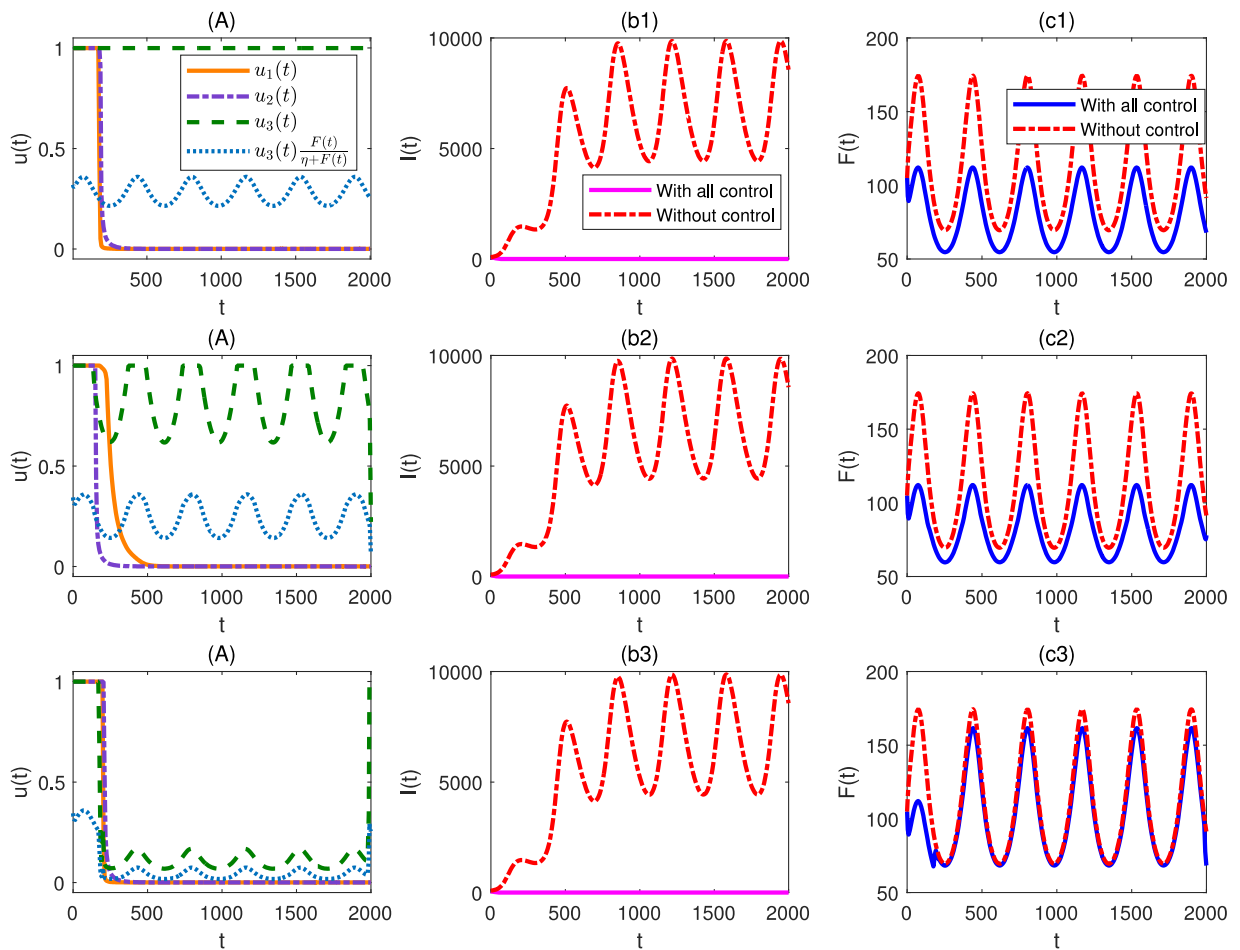 (A)
u(t)
1
0.5
0
500
1000
1500
2000
t
u₁(t)
u₂(t)
u₃(t)
u₃(t) F(t)/(η+F(t))
(b1)
I(t)
10000
5000
0
0
500
1000
1500
2000
t
With all control
Without control
(c1)
F(t)
200
150
100
50
0
500
1000
1500
2000
t
With all control
Without control
(A)
u(t)
1
0.5
0
500
1000
1500
2000
t
(b2)
I(t)
10000
5000
0
0
500
1000
1500
2000
t
(c2)
F(t)
200
150
100
50
0
500
1000
1500
2000
t
(A)
u(t)
1
0.5
0
500
1000
1500
2000
t
(b3)
I(t)
10000
5000
0
0
500
1000
1500
2000
t
(c3)
F(t)
200
150
100
50
0
500
1000
1500
2000
t